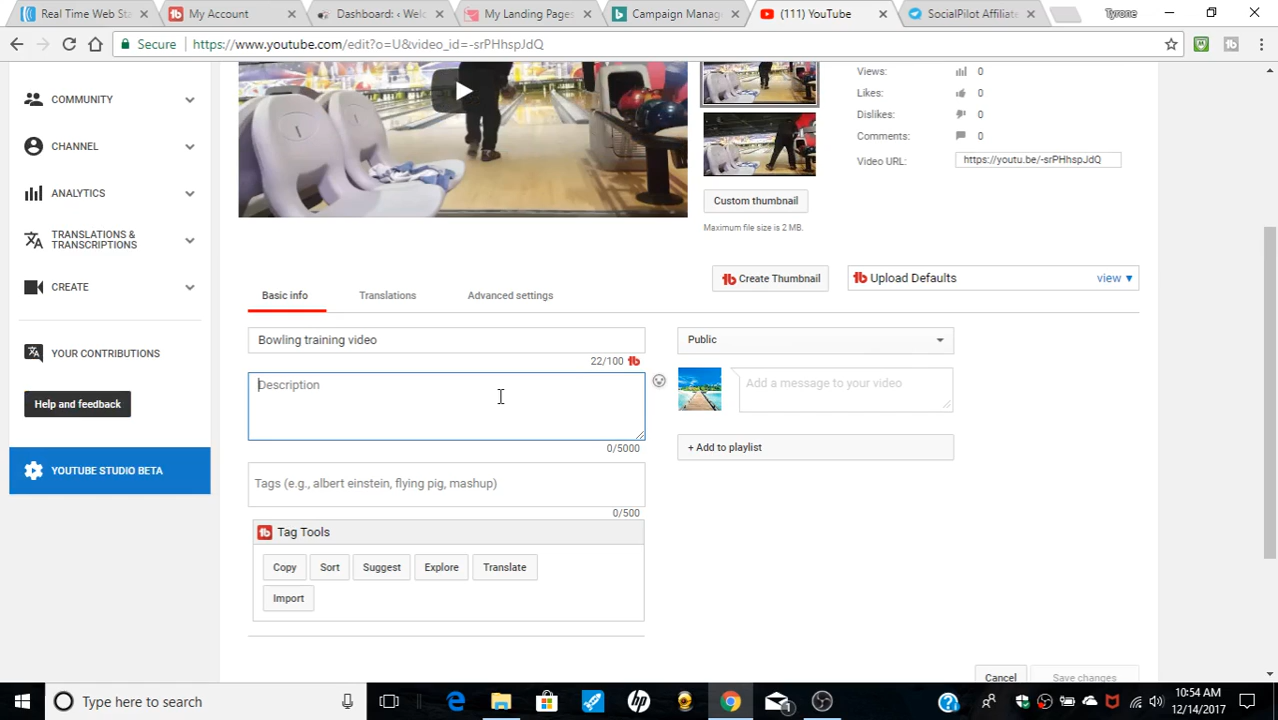 Real Time Web Sta
My Account
Dashboard: ‹ Welc
My Landing Pages
Campaign Manag
(111) YouTube
SocialPilot Affiliate
Tyrone
Secure
https://www.youtube.com/edit?o=U&video_id=-srPHhspJdQ
COMMUNITY
CHANNEL
ANALYTICS
TRANSLATIONS &
TRANSCRIPTIONS
CREATE
YOUR CONTRIBUTIONS
Help and feedback
YOUTUBE STUDIO BETA
Views: 0
Likes: 0
Dislikes: 0
Comments: 0
Video URL: https://youtu.be/-srPHhspJdQ
Custom thumbnail
Maximum file size is 2 MB.
Create Thumbnail
Upload Defaults
view ▼
Basic info
Translations
Advanced settings
Bowling training video
22/100
Public
Description
Add a message to your video
0/5000
+ Add to playlist
Tags (e.g., albert einstein, flying pig, mashup)
0/500
Tag Tools
Copy
Sort
Suggest
Explore
Translate
Import
Cancel
Save changes
Type here to search
10:54 AM
12/14/2017